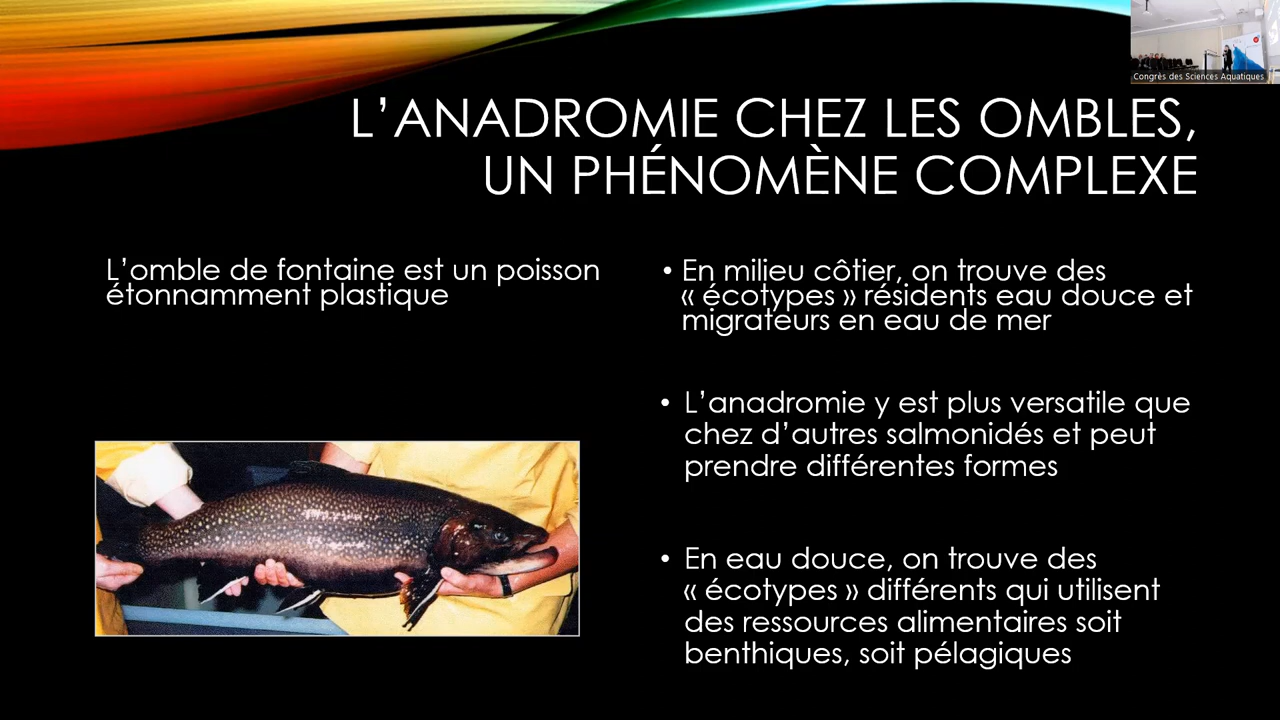 Congrès des Sciences Aquatiques
L’ANADROMIE CHEZ LES OMBLES,
UN PHÉNOMÈNE COMPLEXE
L’omble de fontaine est un poisson
étonnamment plastique
• En milieu côtier, on trouve des
« écotypes » résidents eau douce et
migrateurs en eau de mer
• L’anadromie y est plus versatile que
chez d’autres salmonidés et peut
prendre différentes formes
• En eau douce, on trouve des
« écotypes » différents qui utilisent
des ressources alimentaires soit
benthiques, soit pélagiques